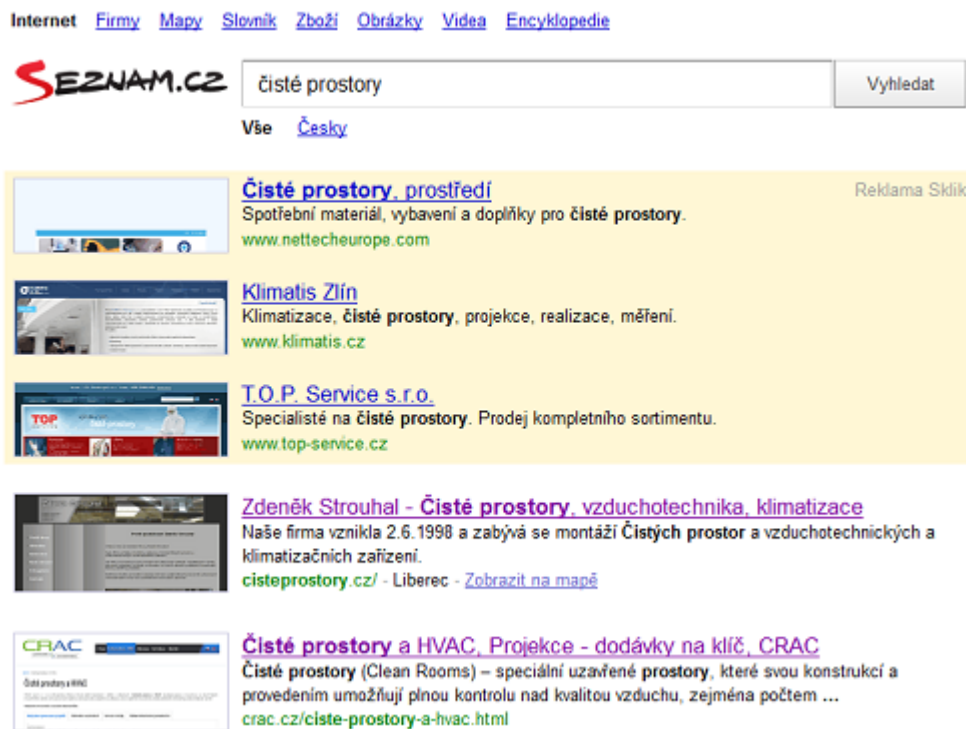 Internet Firmy Mapy Slovník Zboží Obrázky Videa Encyklopedie
SEZNAM.CZ čisté prostory Vyhledat
Vše Česky
Čisté prostory, prostředí Reklama Sklik
Spotřební materiál, vybavení a doplňky pro čisté prostory.
www.nettecheurope.com
Klimatis Zlín
Klimatizace, čisté prostory, projekce, realizace, měření.
www.klimatis.cz
T.O.P. Service s.r.o.
Specialisté na čisté prostory. Prodej kompletního sortimentu.
www.top-service.cz
TOP
Zdeněk Strouhal - Čisté prostory, vzduchotechnika, klimatizace
Naše firma vznikla 2.6.1998 a zabývá se montáží Čistých prostor a vzduchotechnických a
klimatizačních zařízení.
cisteprostory.cz/ - Liberec - Zobrazit na mapě
CRAC
Čisté prostory a HVAC
Čisté prostory a HVAC, Projekce - dodávky na klíč, CRAC
Čisté prostory (Clean Rooms) – speciální uzavřené prostory, které svou konstrukcí a
provedením umožňují plnou kontrolu nad kvalitou vzduchu, zejména počtem ...
crac.cz/ciste-prostory-a-hvac.html